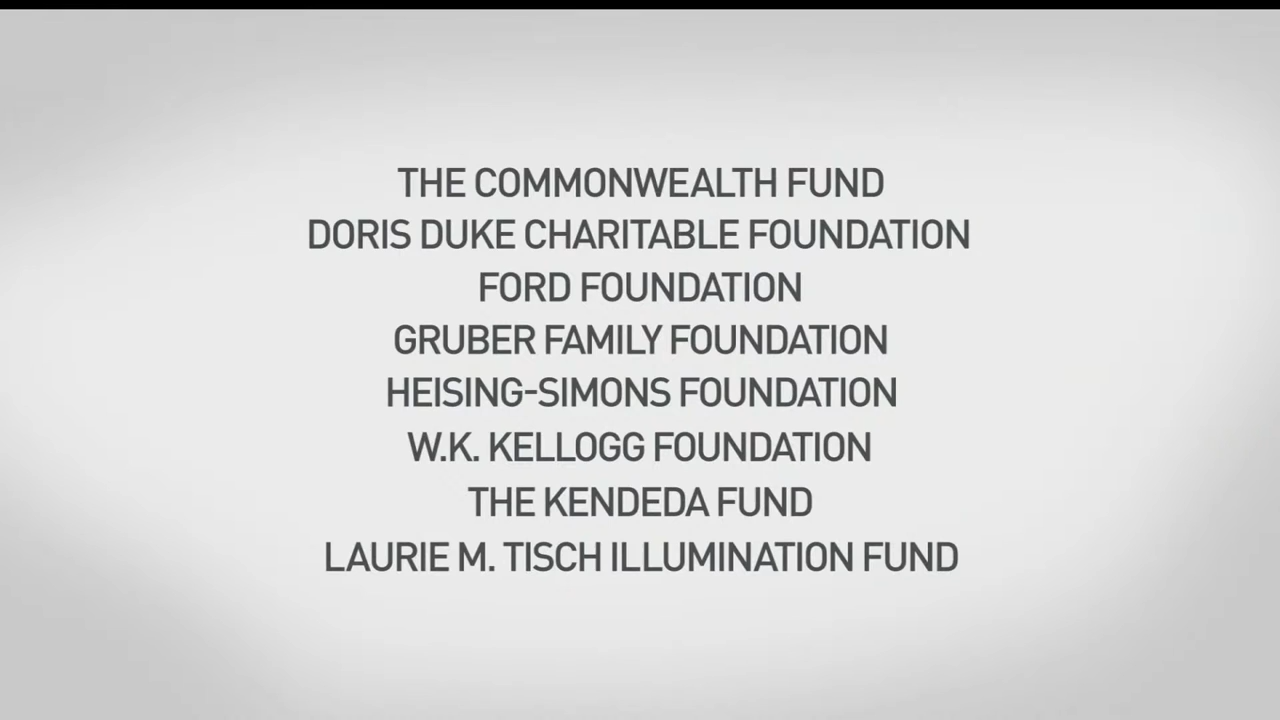 THE COMMONWEALTH FUND
DORIS DUKE CHARITABLE FOUNDATION
FORD FOUNDATION
GRUBER FAMILY FOUNDATION
HEISING-SIMONS FOUNDATION
W.K. KELLOGG FOUNDATION
THE KENDEDA FUND
LAURIE M. TISCH ILLUMINATION FUND